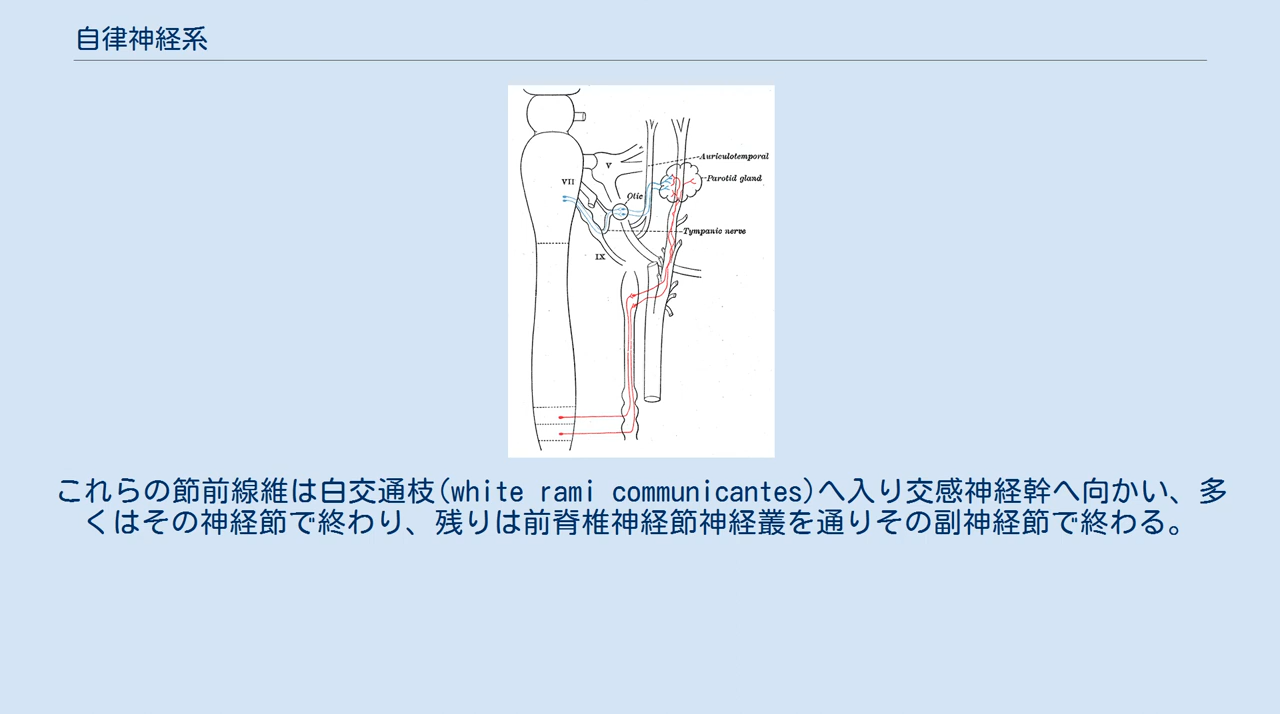 自律神経系
Auriculotemporal
V
Parotid gland
VII
Otic
Tympanic nerve
IX
これらの節前線維は白交通枝(white rami communicantes)へ入り交感神経幹へ向かい、多
くはその神経節で終わり、残りは前脊椎神経節神経叢を通りその副神経節で終わる。